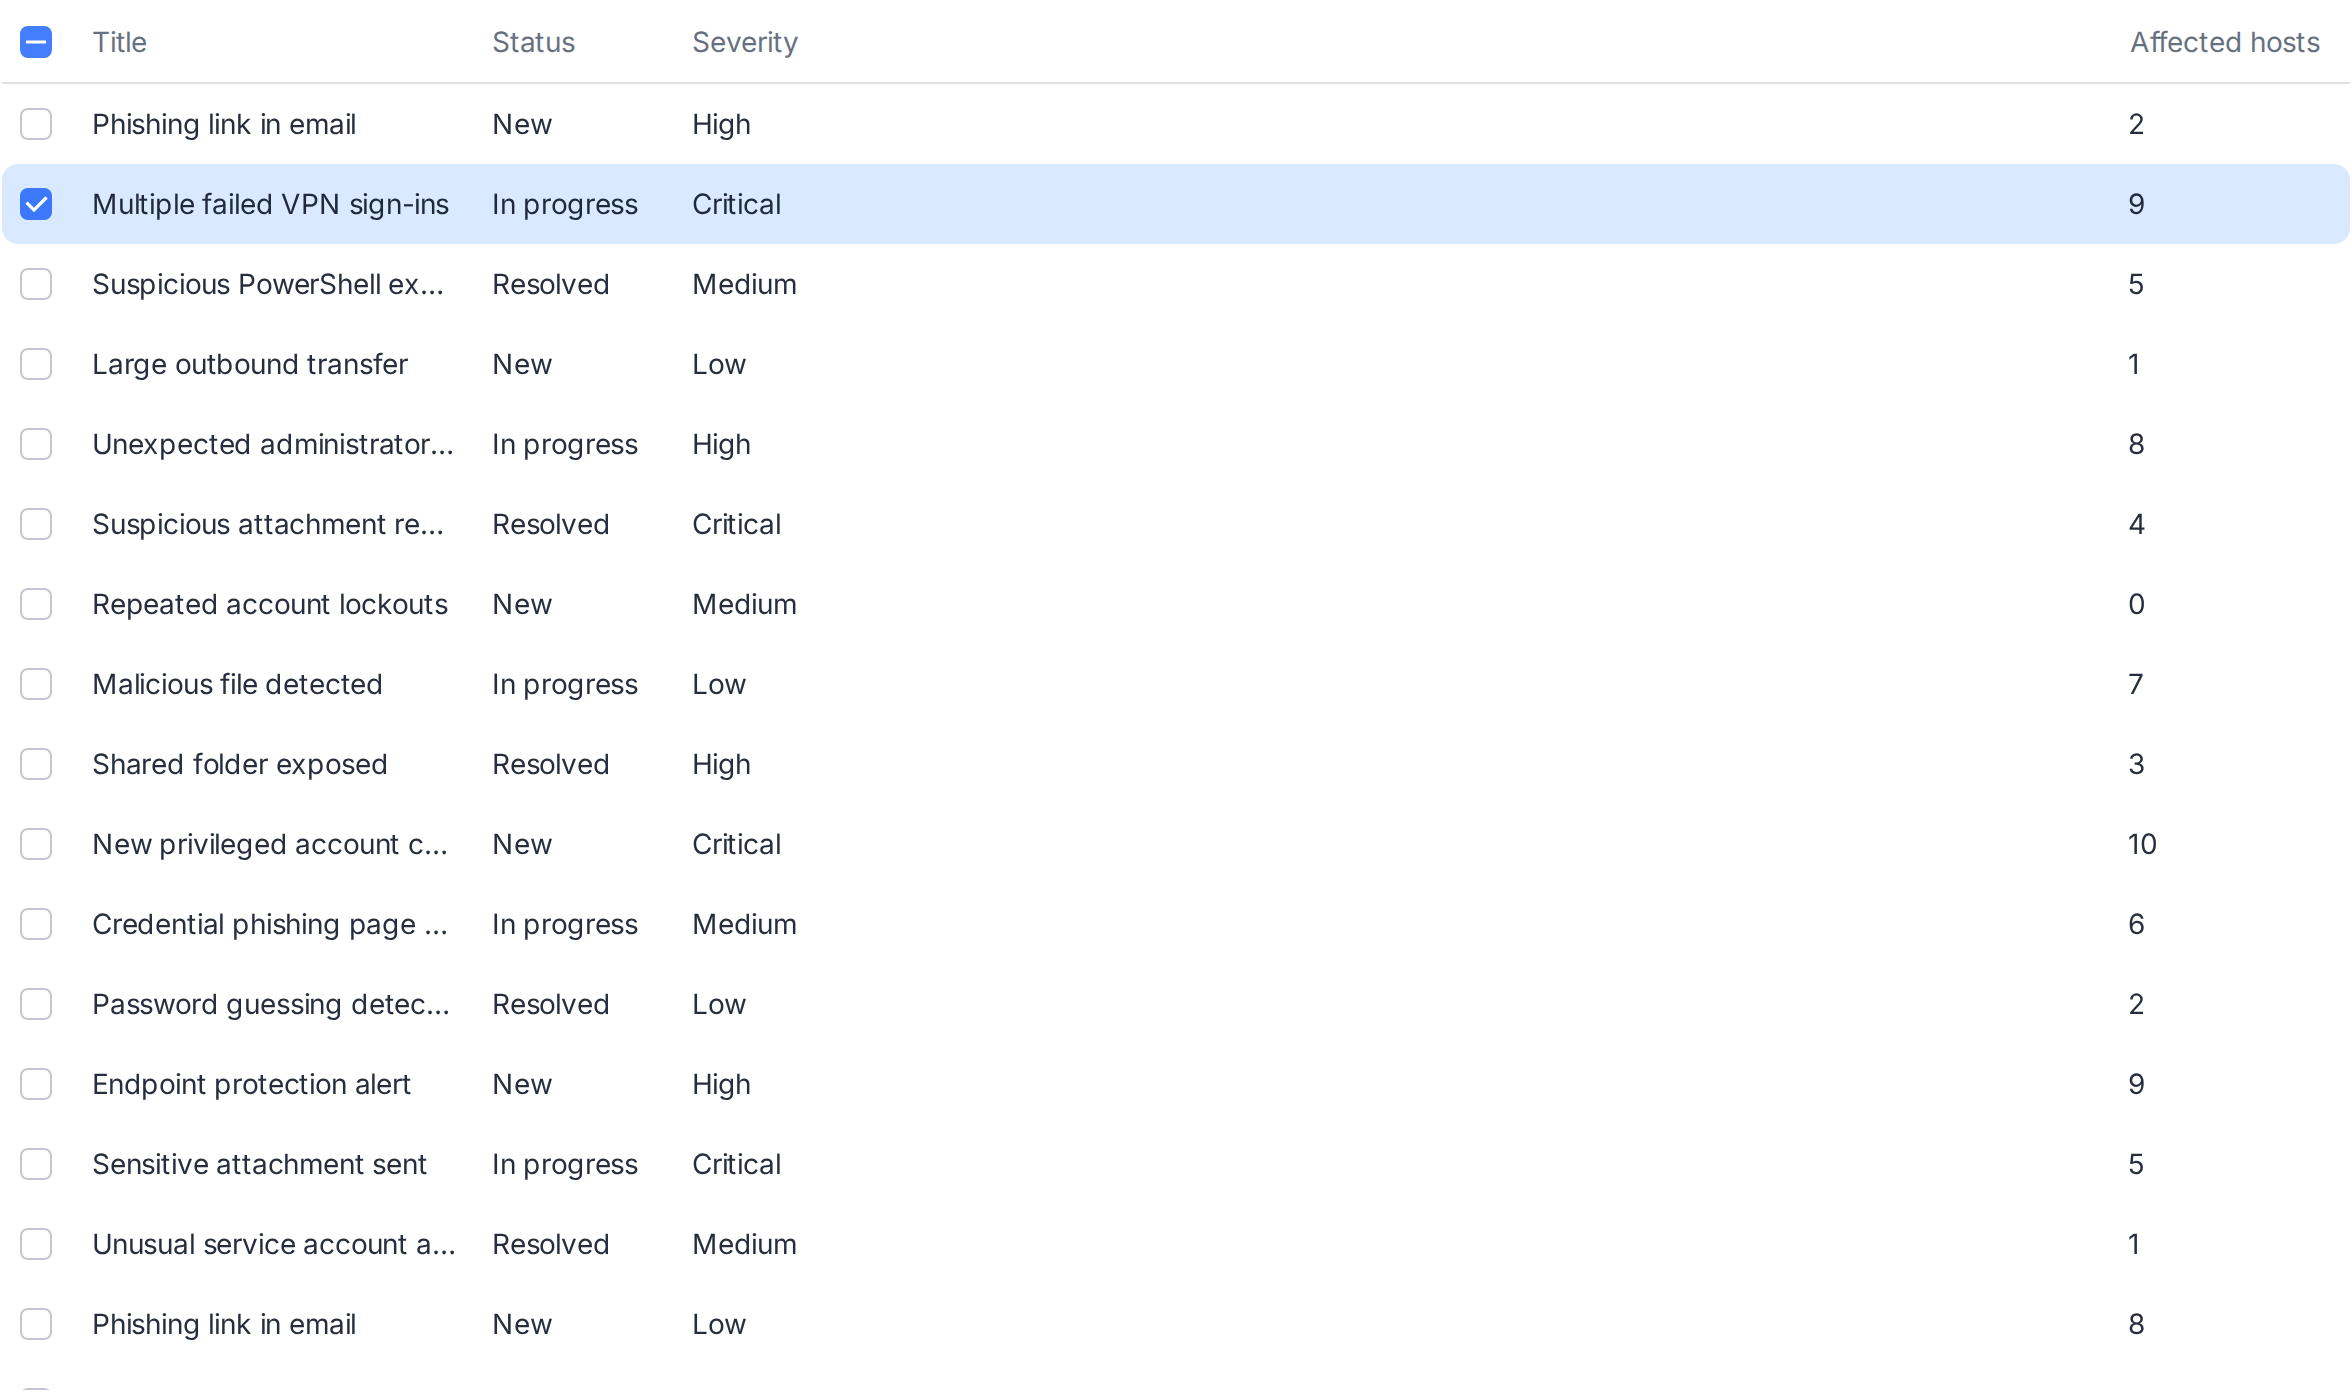 Title Status Severity Affected hosts
Phishing link in email New High 2
Multiple failed VPN sign-ins In progress Critical 9
Suspicious PowerShell ex... Resolved Medium 5
Large outbound transfer New Low 1
Unexpected administrator... In progress High 8
Suspicious attachment re... Resolved Critical 4
Repeated account lockouts New Medium 0
Malicious file detected In progress Low 7
Shared folder exposed Resolved High 3
New privileged account c... New Critical 10
Credential phishing page ... In progress Medium 6
Password guessing detec... Resolved Low 2
Endpoint protection alert New High 9
Sensitive attachment sent In progress Critical 5
Unusual service account a... Resolved Medium 1
Phishing link in email New Low 8